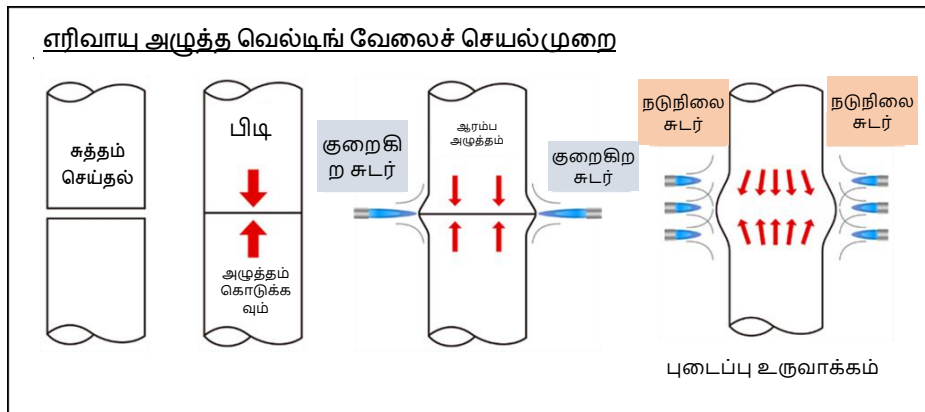 எரிவாயு அழுத்த வெல்டிங் வேலைச் செயல்முறை
சுத்தம்
செய்தல்
பிடி
அழுத்தம்
கொடுக்க
வும்
குறைகி
ற சுடர்
ஆரம்ப
அழுத்தம்
குறைகிற
சுடர்
நடுநிலை
சுடர்
நடுநிலை
சுடர்
புடைப்பு உருவாக்கம்